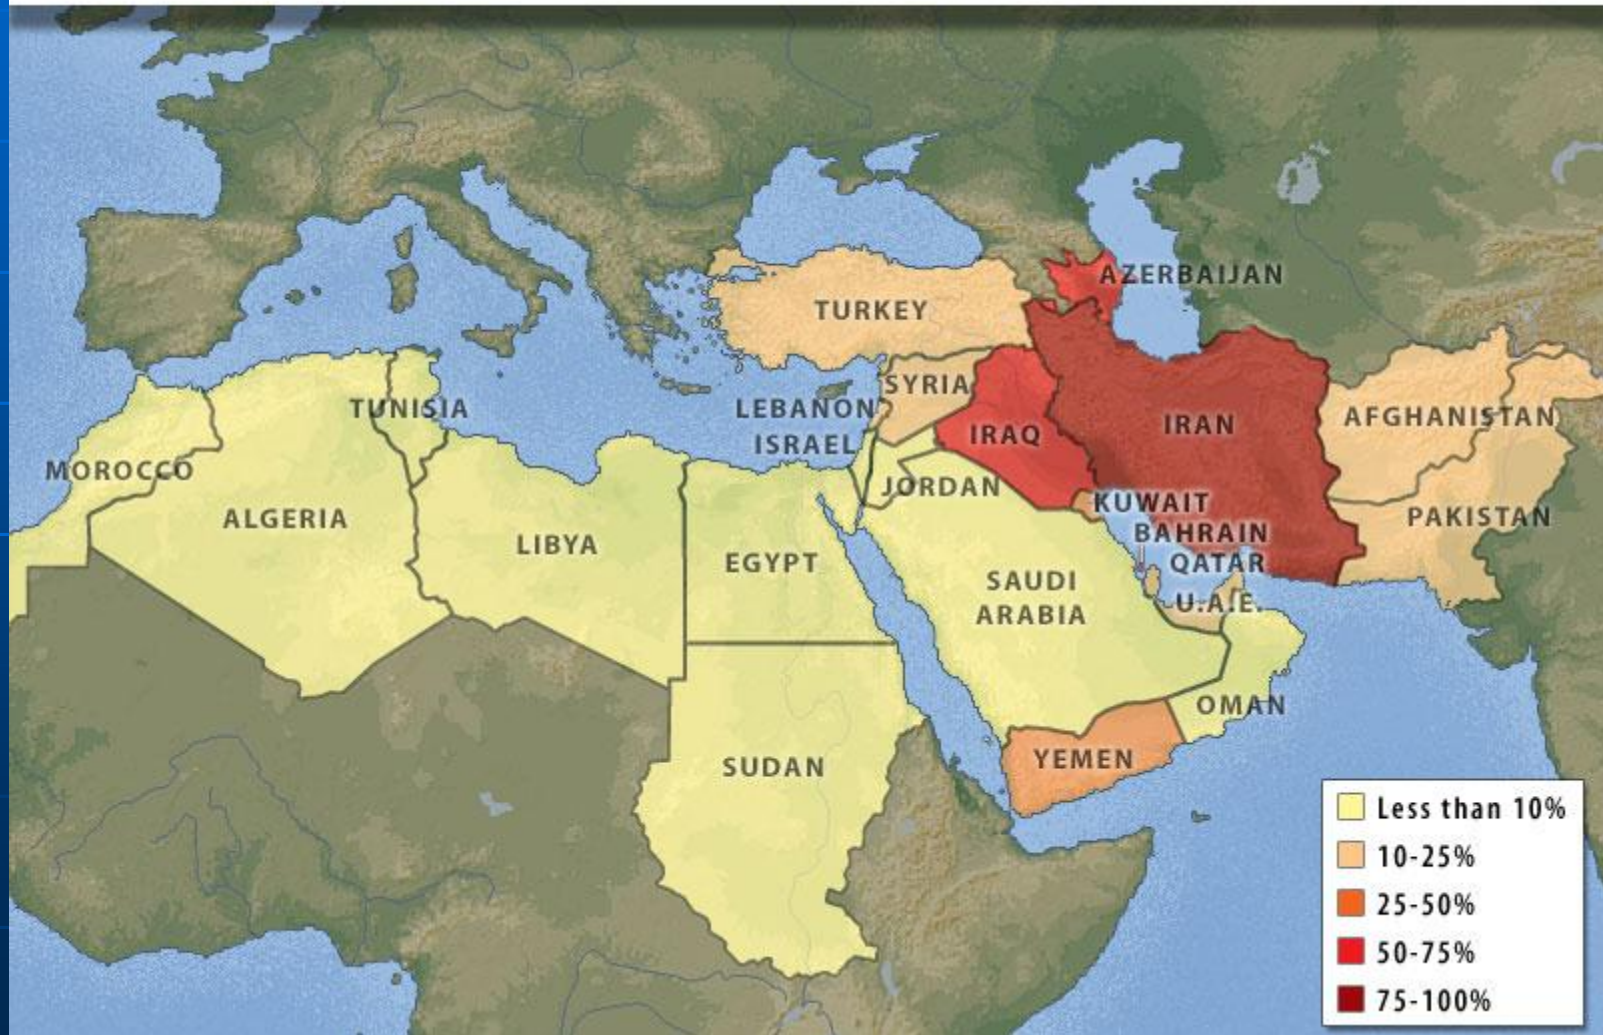 AZERBAIJAN
TURKEY
SYRIA
LEBANON
TUNISIA
AFGHANISTAN
IRAN
IRAQ
ISRAEL
MOROCCO
JORDAN
KUWAIT
ALGERIA
PAKISTAN
BAHRAIN
LIBYA
EGYPT
QATAR
SAUDI
ARABIA
U.A.E.
OMAN
YEMEN
SUDAN
Less than 10%
10-25%
25-50%
50-75%
75-100%